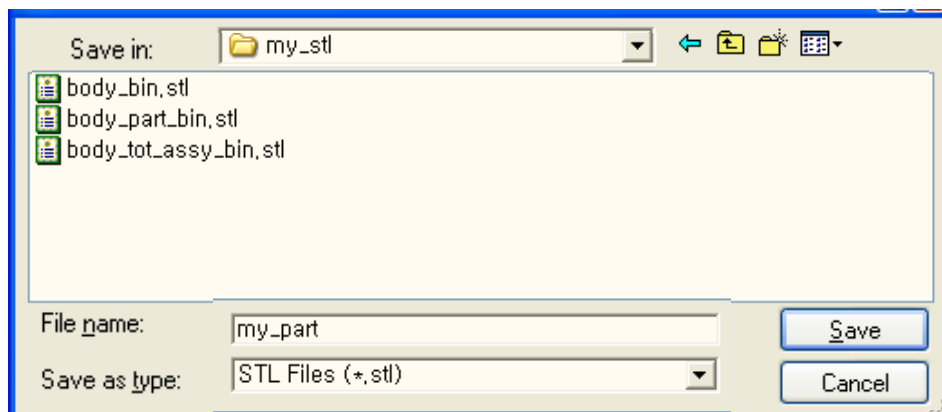 Save in: my_stl
body_bin.stl
body_part_bin.stl
body_tot_assy_bin.stl
File name: my_part Save
Save as type: STL Files (*.stl) Cancel